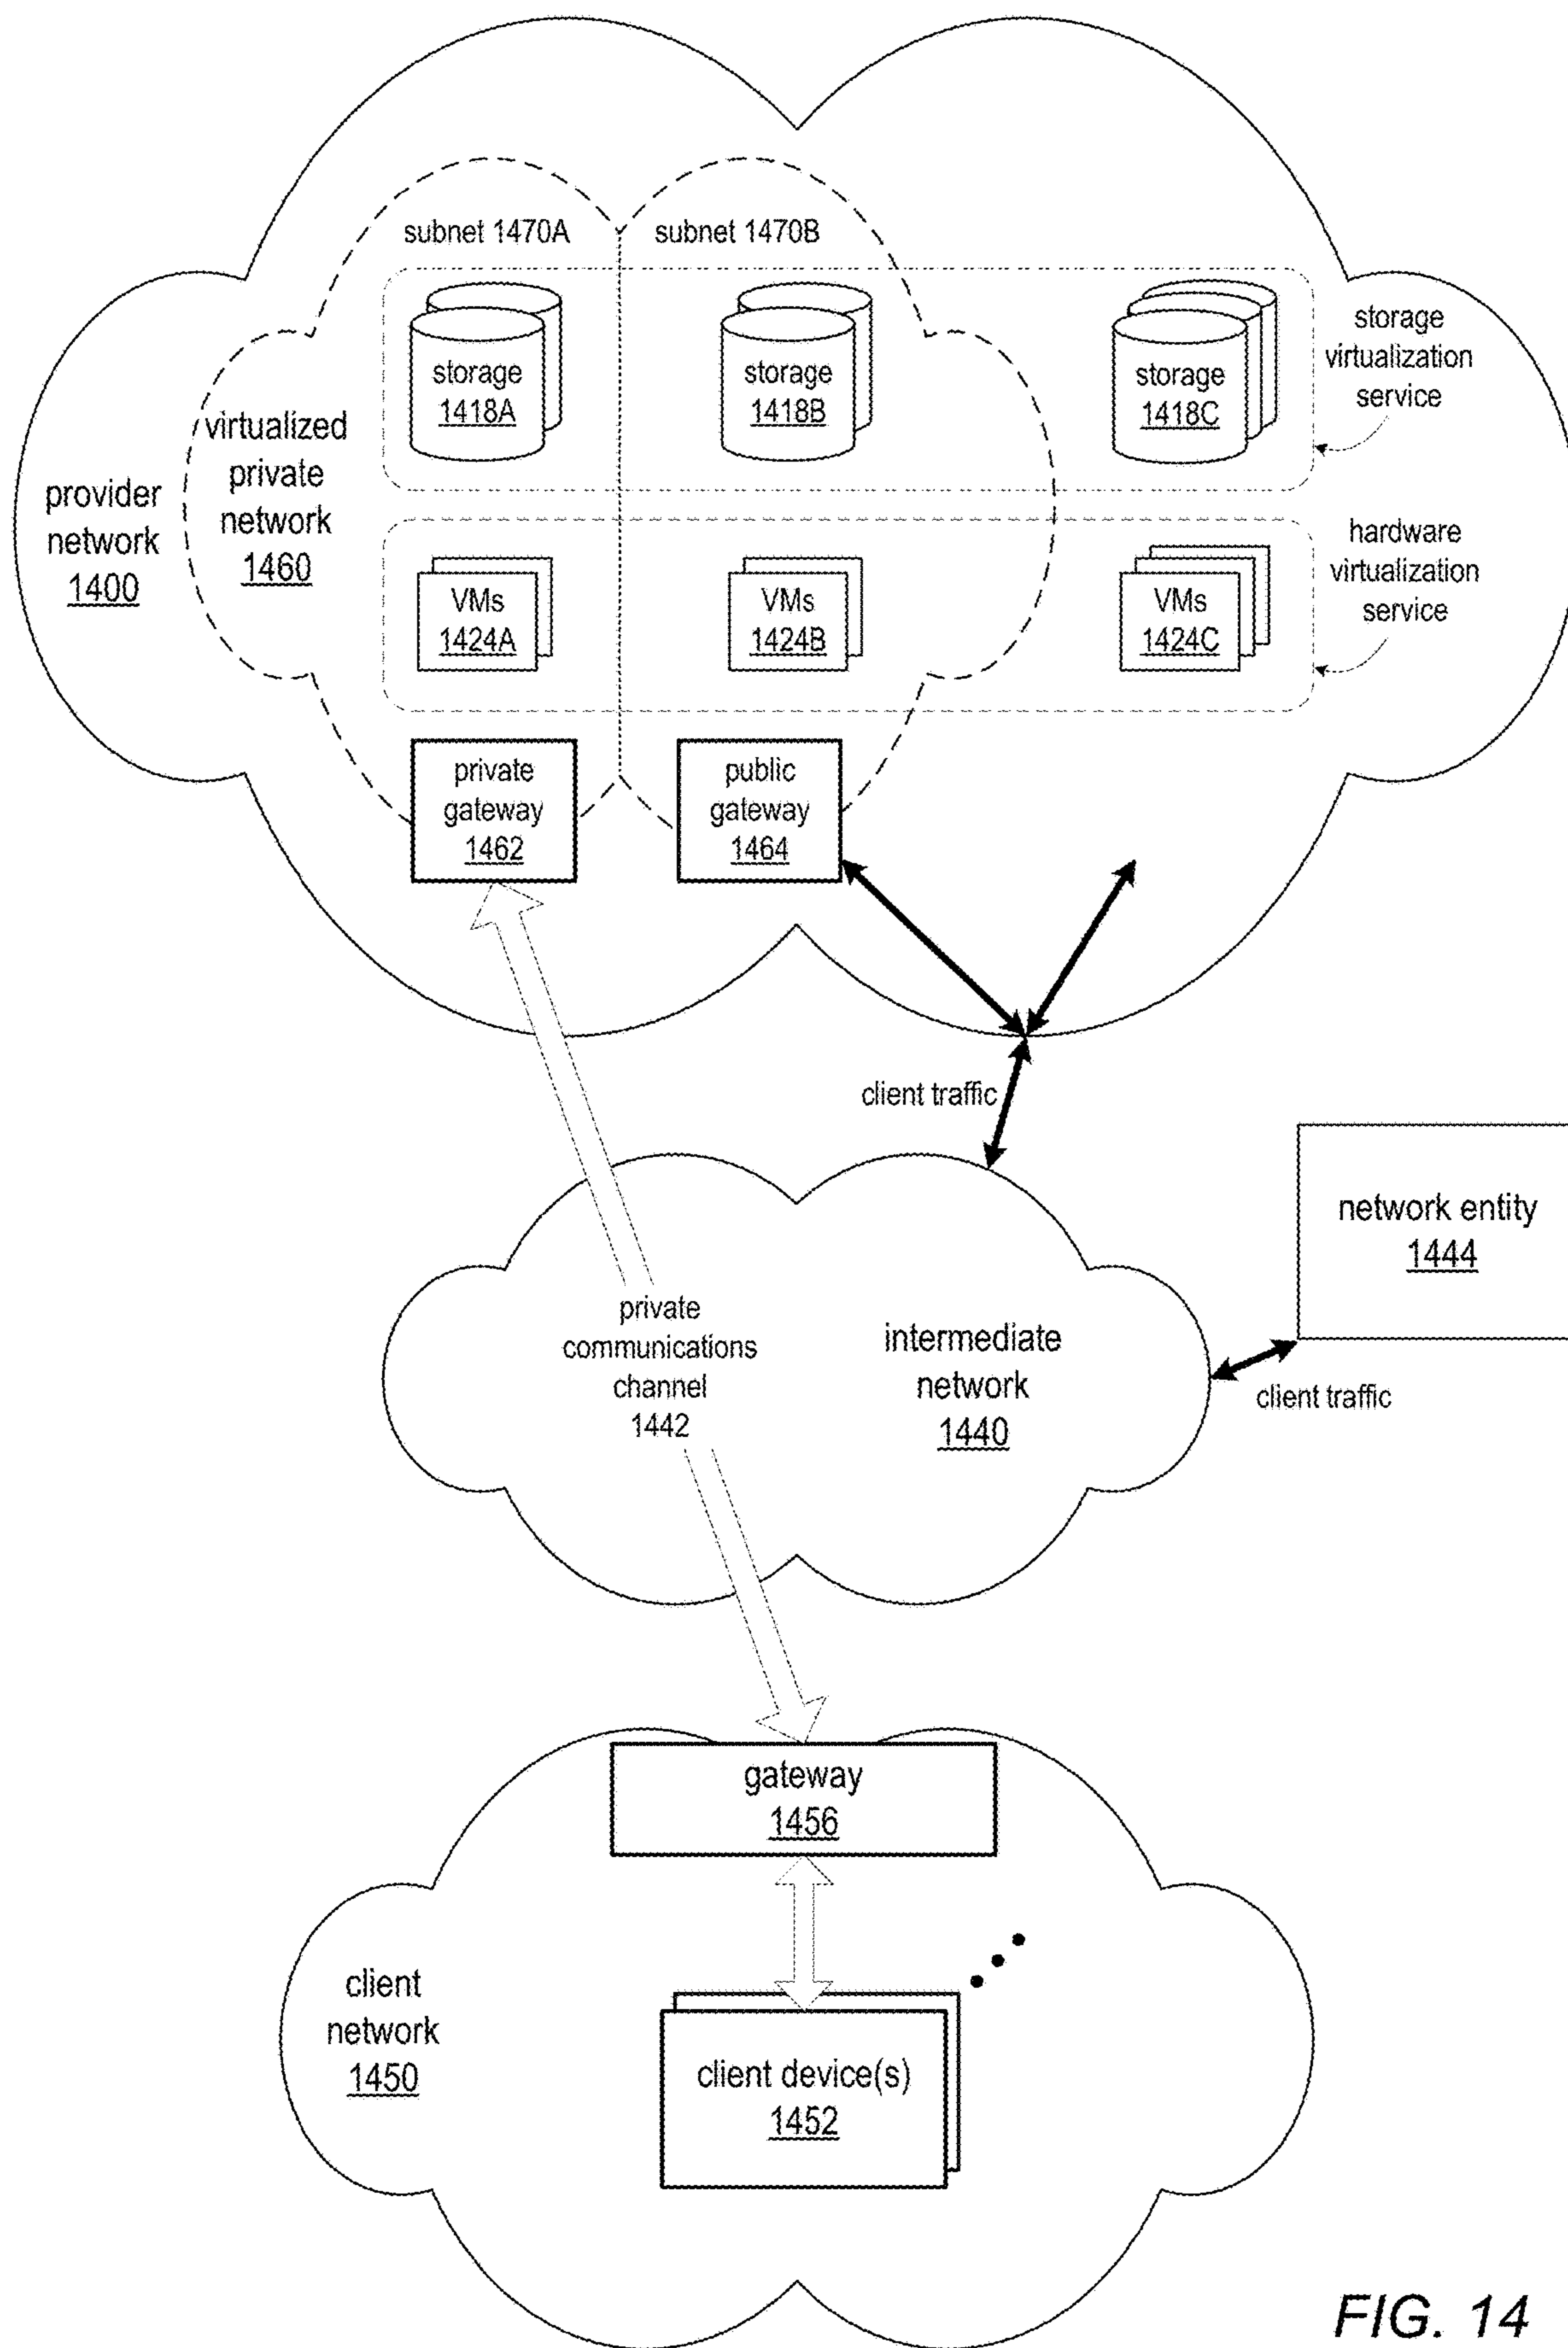 subnet 1470A
subnet 1470B
storage
1418A
storage
1418B
storage
1418C
storage
virtualization
service
virtualized
private
network
1460
provider
network
1400
VMs
1424A
VMs
1424B
VMs
1424C
hardware
virtualization
service
private
gateway
1462
public
gateway
1464
client traffic
network entity
1444
private
communications
channel
1442
intermediate
network
1440
client traffic
gateway
1456
client
network
1450
client device(s)
1452
FIG. 14